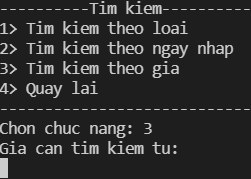 ----------Tim kiem----------
1> Tim kiem theo loai
2> Tim kiem theo ngay nhap
3> Tim kiem theo gia
4> Quay lai
----------------------------
Chon chuc nang: 3
Gia can tim kiem tu: